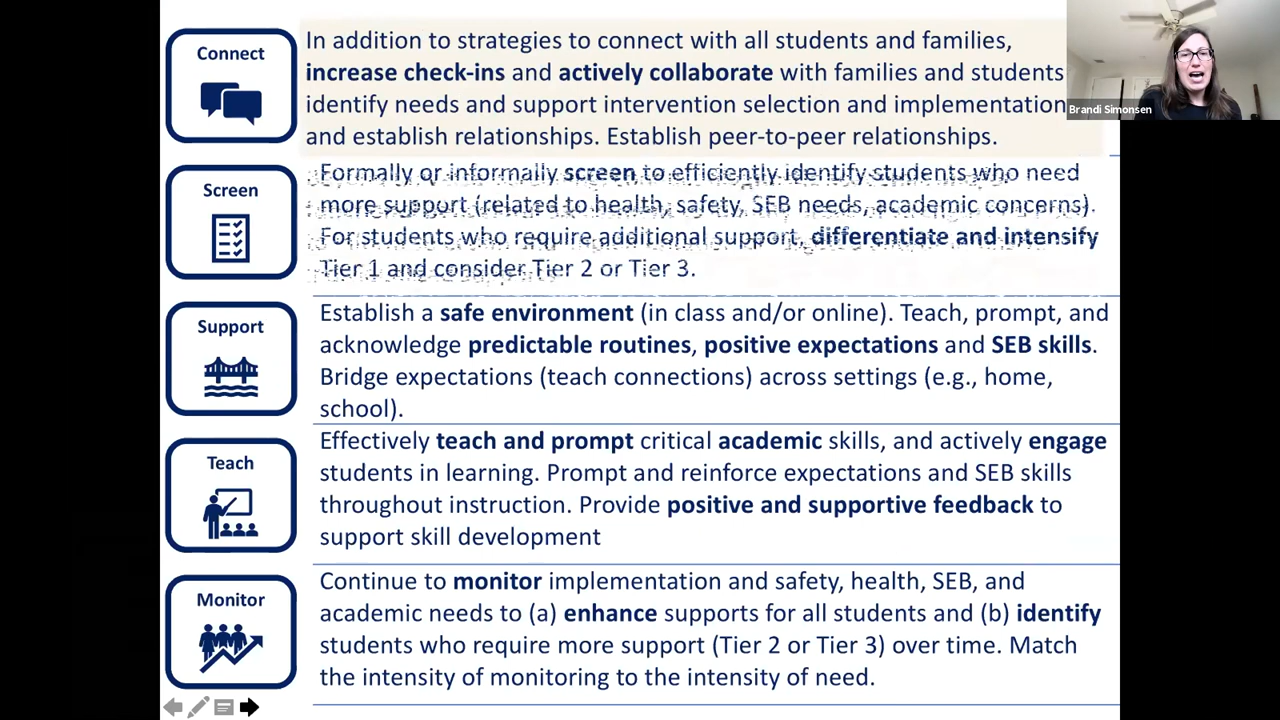 Connect
In addition to strategies to connect with all students and families,
increase check-ins and actively collaborate with families and students
identify needs and support intervention selection and implementation
and establish relationships. Establish peer-to-peer relationships.
Brandi Simonsen
Screen
Formally or informally screen to efficiently identify students who need
more support (related to health, safety, SEB needs, academic concerns).
For students who require additional support, differentiate and intensify
Tier 1 and consider Tier 2 or Tier 3.
Support
Establish a safe environment (in class and/or online). Teach, prompt, and
acknowledge predictable routines, positive expectations and SEB skills.
Bridge expectations (teach connections) across settings (e.g., home,
school).
Teach
Effectively teach and prompt critical academic skills, and actively engage
students in learning. Prompt and reinforce expectations and SEB skills
throughout instruction. Provide positive and supportive feedback to
support skill development
Monitor
Continue to monitor implementation and safety, health, SEB, and
academic needs to (a) enhance supports for all students and (b) identify
students who require more support (Tier 2 or Tier 3) over time. Match
the intensity of monitoring to the intensity of need.